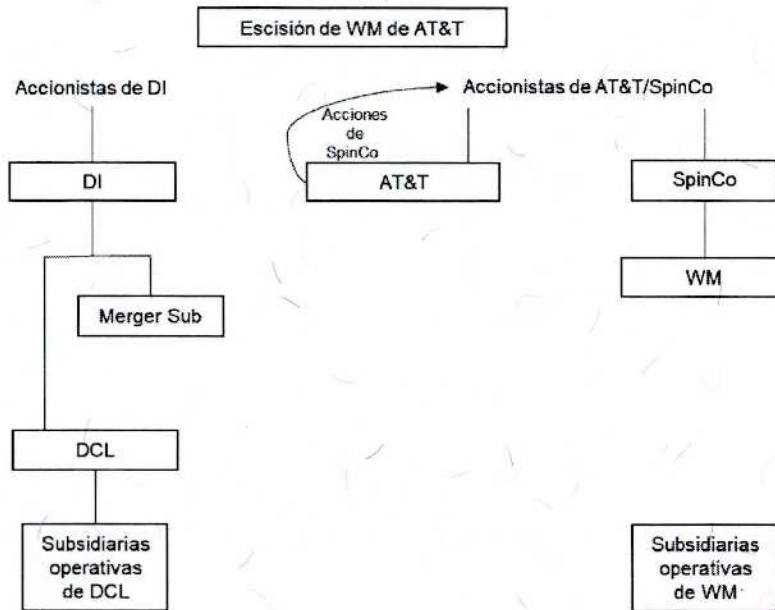 Escisión de WM de AT&T
Accionistas de DI
Accionistas de AT&T/SpinCo
Acciones
de
SpinCo
DI
AT&T
SpinCo
WM
Merger Sub
DCL
Subsidiarias
operativas
de DCL
Subsidiarias
operativas
de WM